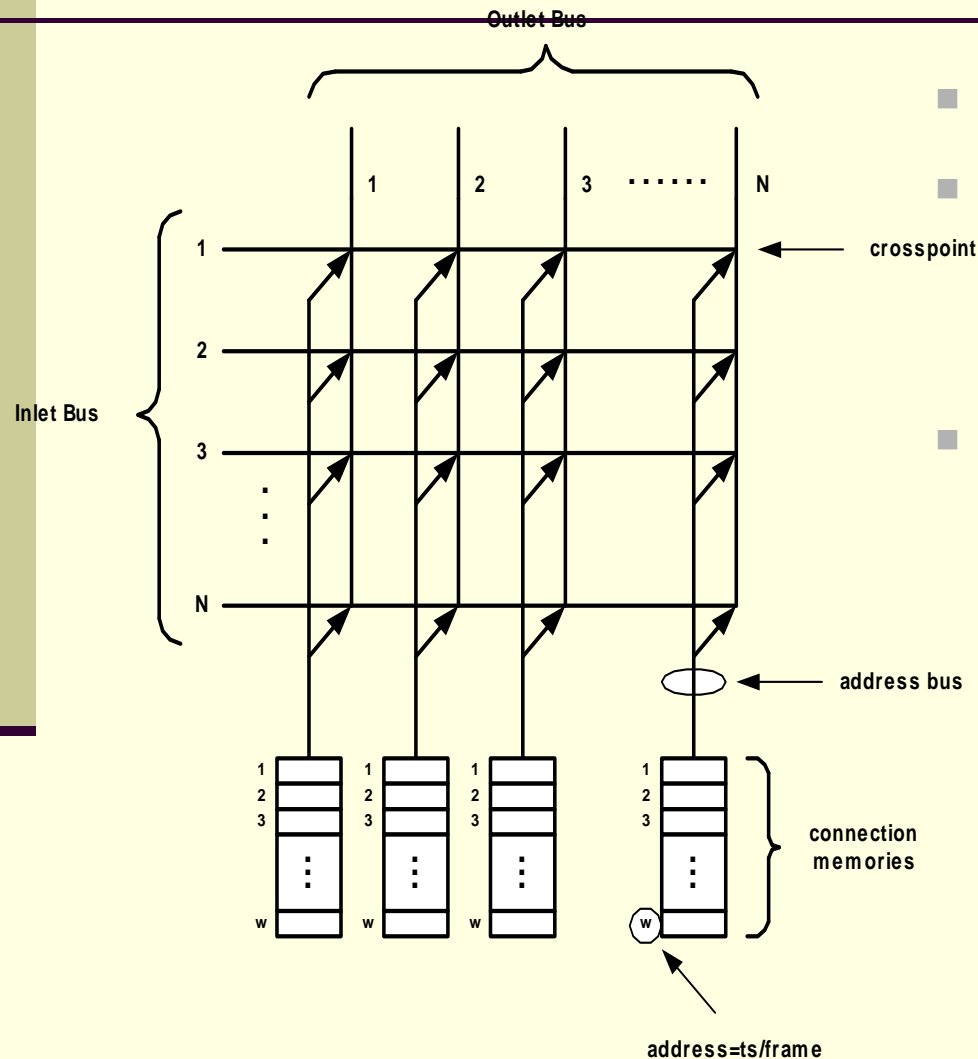 Outlet Bus
1 2 3 ...... N
1
crosspoint
2
Inlet Bus
3
N
address bus
1 1 1 1
2 2 2 2
3 3 3 3
connection
memories
w w w w
address=ts/frame